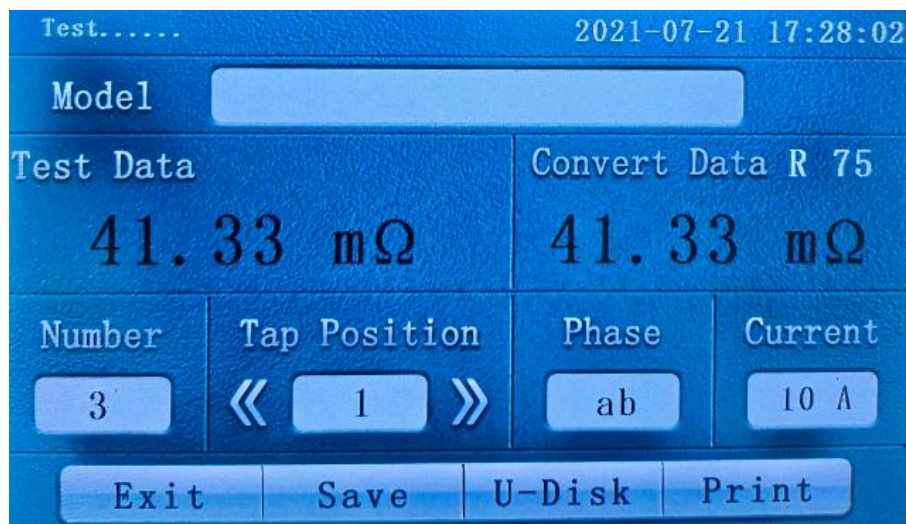 Test...... 2021-07-21 17:28:02
Model
Test Data Convert Data R 75
41.33 mΩ 41.33 mΩ
Number Tap Position Phase Current
3 « 1 » ab 10 A
Exit Save U-Disk Print